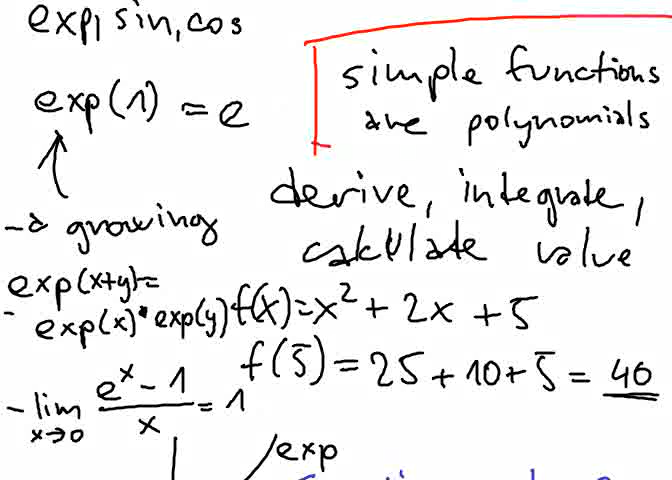 exp, sin, cos
simple functions
are polynomials
exp(1) = e
derive, integrate,
calculate value
- growing
exp(x+y)=
- exp(x)·exp(y)
f(x)=x² + 2x + 5
f(5) = 25 + 10 + 5 = 40
- lim x→0 (e^x - 1)/x = 1
exp